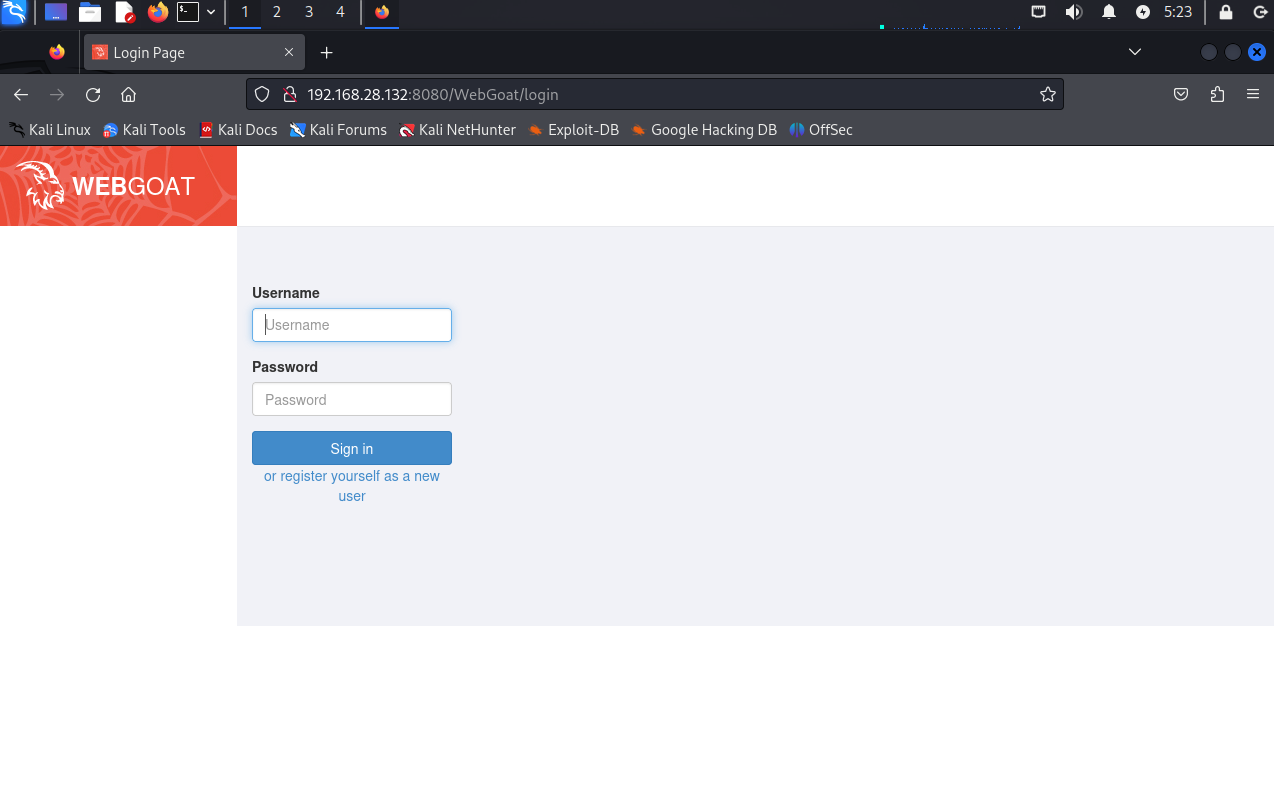 1 2 3 4 5:23
Login Page
192.168.28.132:8080/WebGoat/login
Kali Linux Kali Tools Kali Docs Kali Forums Kali NetHunter Exploit-DB Google Hacking DB OffSec
WEBGOAT
Username
Username
Password
Password
Sign in
or register yourself as a new
user